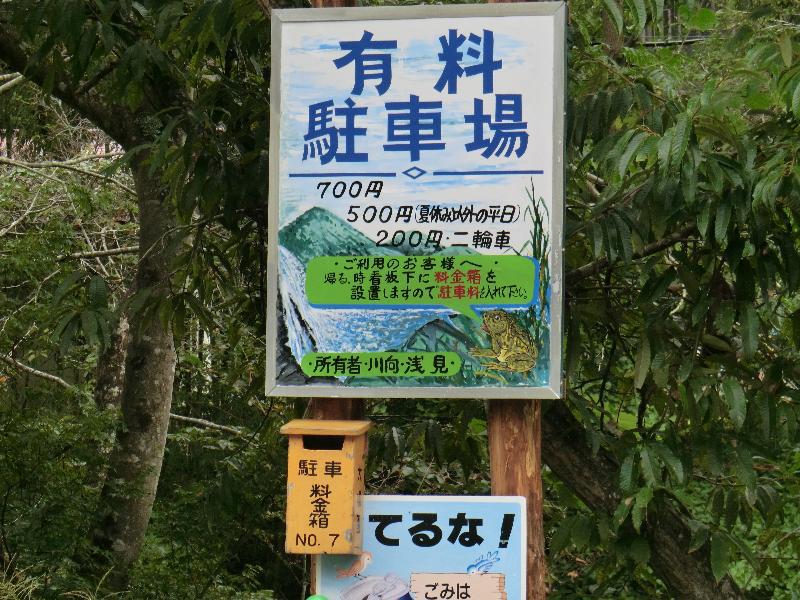 有料
駐車場
700円
500円(夏休み以外の平日)
200円・二輪車
・ご利用のお客様へ・
帰る、時看板下に料金箱を
設置しますので駐車料を入れて下さい。
・所有者・川向・浅見・
駐車
料金箱
NO.7
てるな!
ごみは